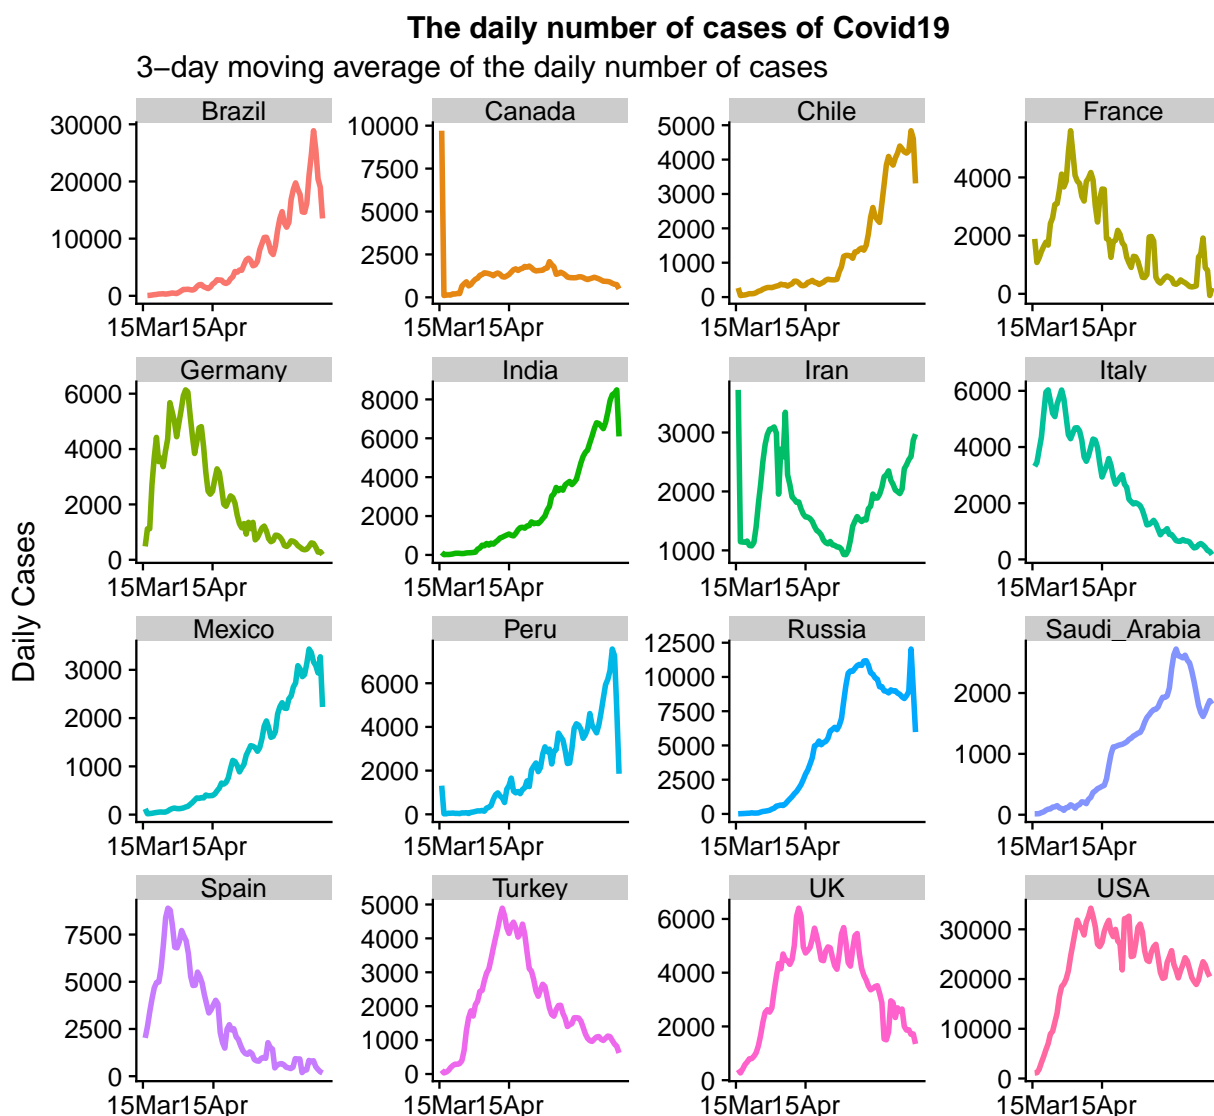 The daily number of cases of Covid19
3−day moving average of the daily number of cases
Daily Cases
Brazil
30000
20000
10000
0
15Mar15Apr
Canada
10000
7500
5000
2500
0
15Mar15Apr
Chile
5000
4000
3000
2000
1000
0
15Mar15Apr
France
4000
2000
0
15Mar15Apr
Germany
6000
4000
2000
0
15Mar15Apr
India
8000
6000
4000
2000
0
15Mar15Apr
Iran
3000
2000
1000
15Mar15Apr
Italy
6000
4000
2000
0
15Mar15Apr
Mexico
3000
2000
1000
0
15Mar15Apr
Peru
6000
4000
2000
0
15Mar15Apr
Russia
12500
10000
7500
5000
2500
0
15Mar15Apr
Saudi_Arabia
2000
1000
0
15Mar15Apr
Spain
7500
5000
2500
0
15Mar15Apr
Turkey
5000
4000
3000
2000
1000
0
15Mar15Apr
UK
6000
4000
2000
0
15Mar15Apr
USA
30000
20000
10000
0
15Mar15Apr